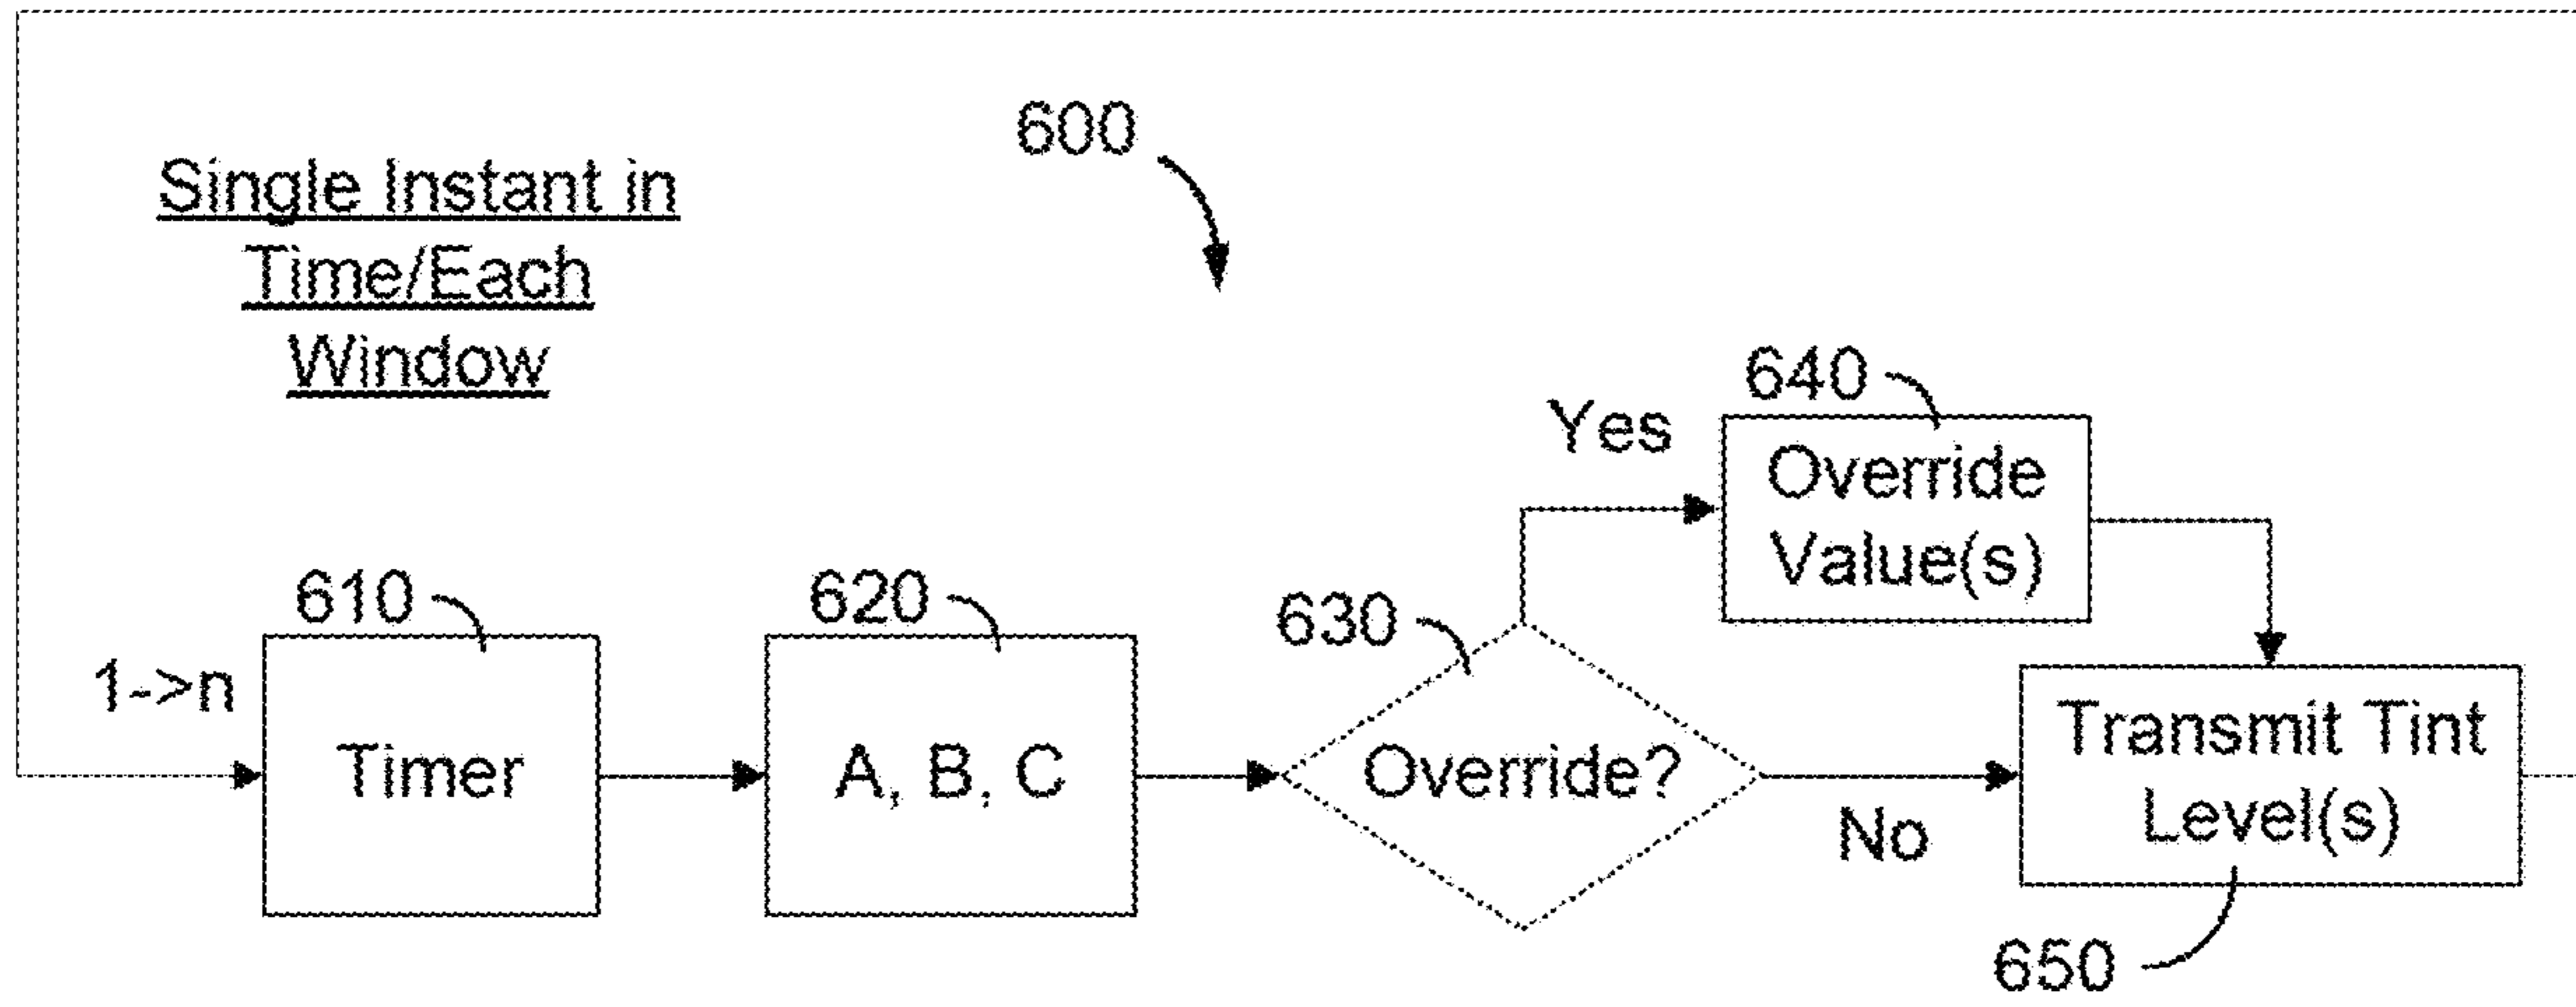 600
Single Instant in
Time/Each
Window
640
Yes
Override
Value(s)
610
620
630
1->n
Timer
A, B, C
Override?
No
Transmit Tint
Level(s)
650